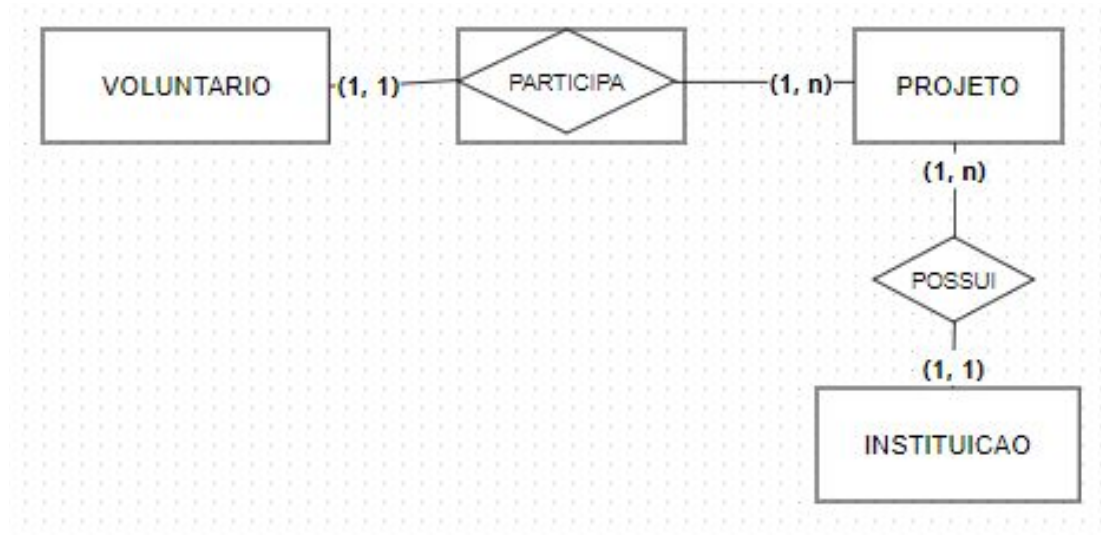 VOLUNTARIO (1, 1) PARTICIPA (1, n) PROJETO
(1, n)
POSSUI
(1, 1)
INSTITUICAO